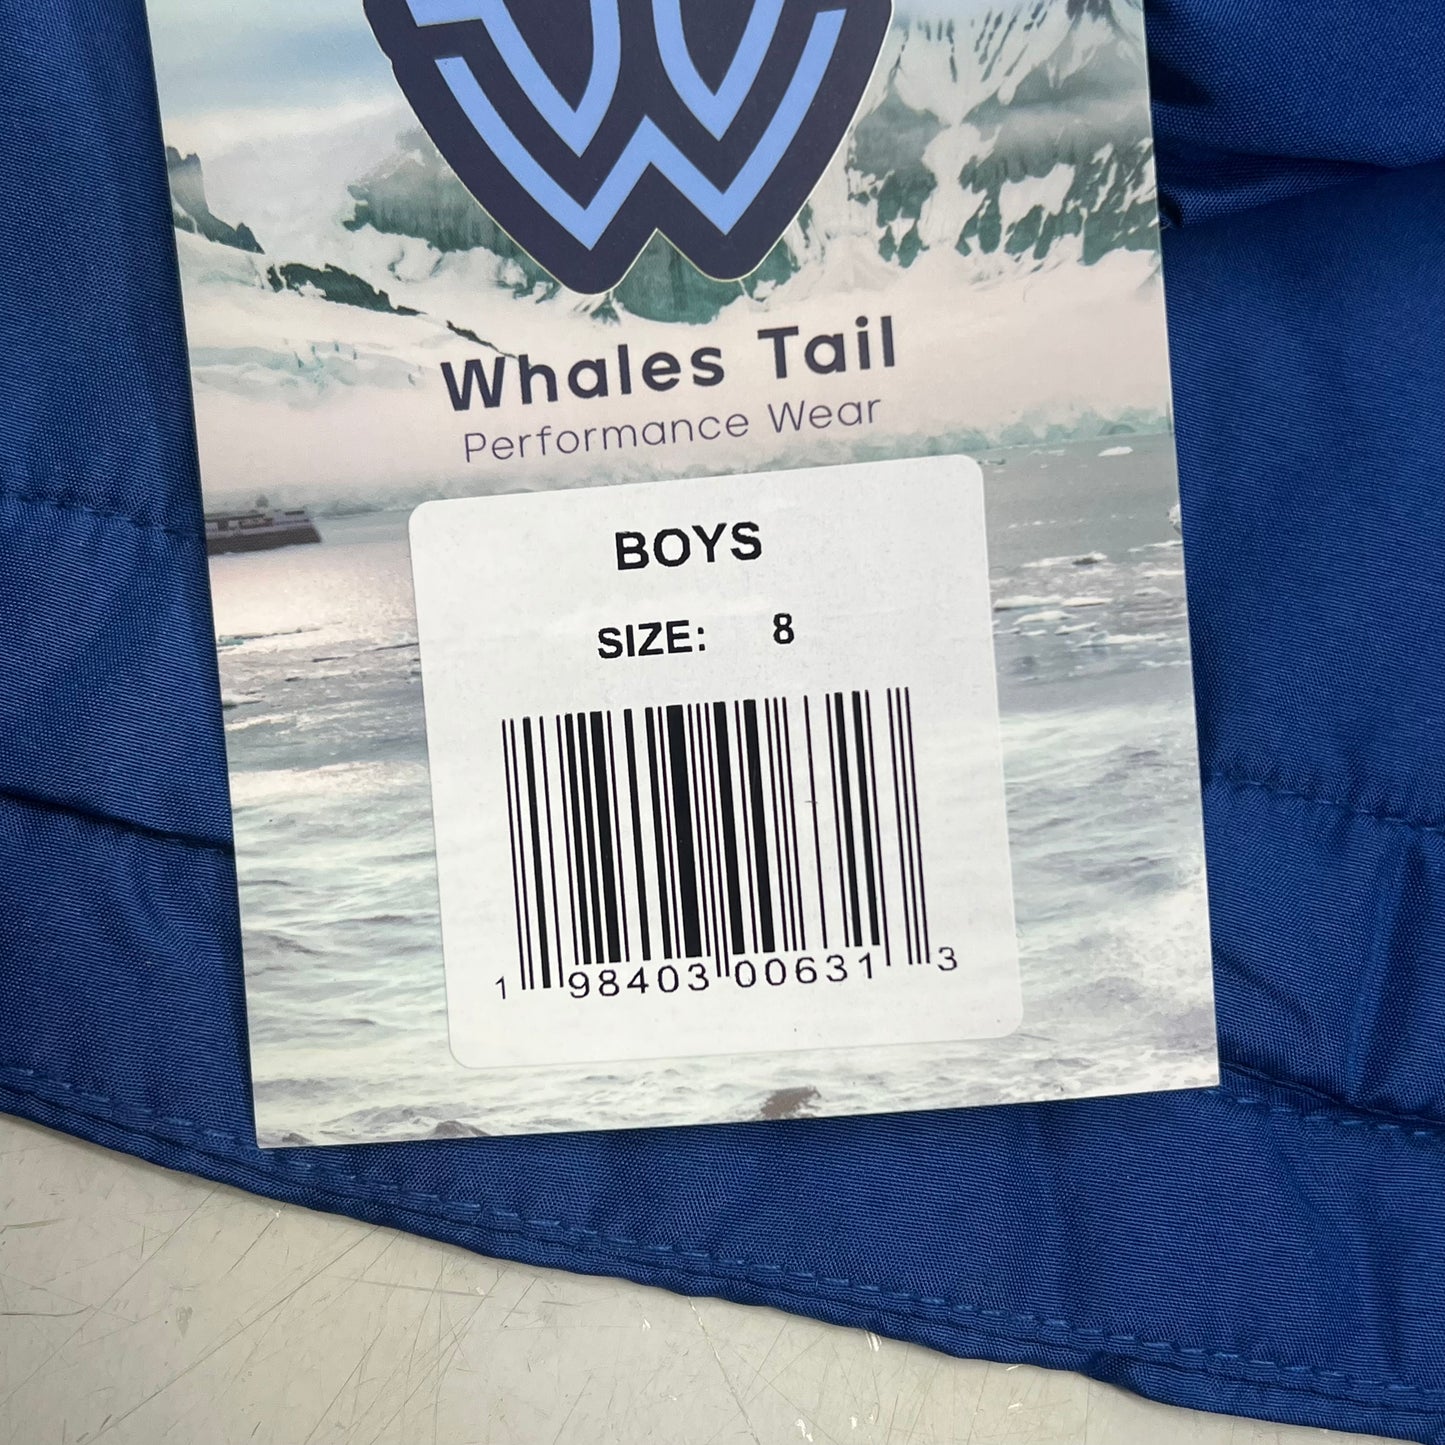 Whales Tail
Performance Wear
BOYS
SIZE: 8
1 98403 00631 3